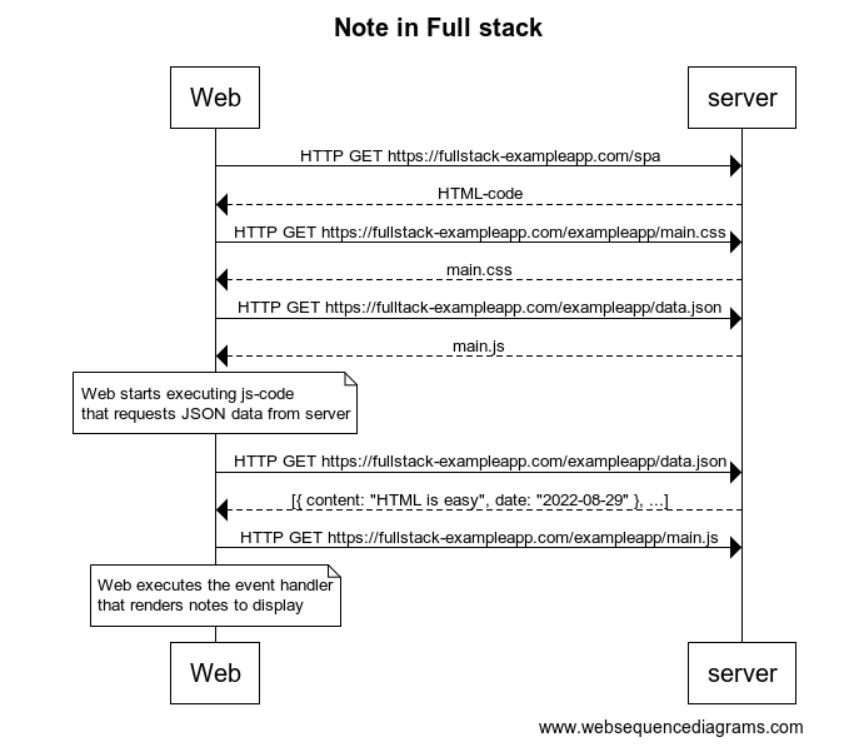 Note in Full stack
Web
server
HTTP GET https://fullstack-exampleapp.com/spa
HTML-code
HTTP GET https://fullstack-exampleapp.com/exampleapp/main.css
main.css
HTTP GET https://fulltack-exampleapp.com/exampleapp/data.json
main.js
Web starts executing js-code
that requests JSON data from server
HTTP GET https://fullstack-exampleapp.com/exampleapp/data.json
[{ content: "HTML is easy", date: "2022-08-29" }, ...]
HTTP GET https://fullstack-exampleapp.com/exampleapp/main.js
Web executes the event handler
that renders notes to display
Web
server
www.websequencediagrams.com